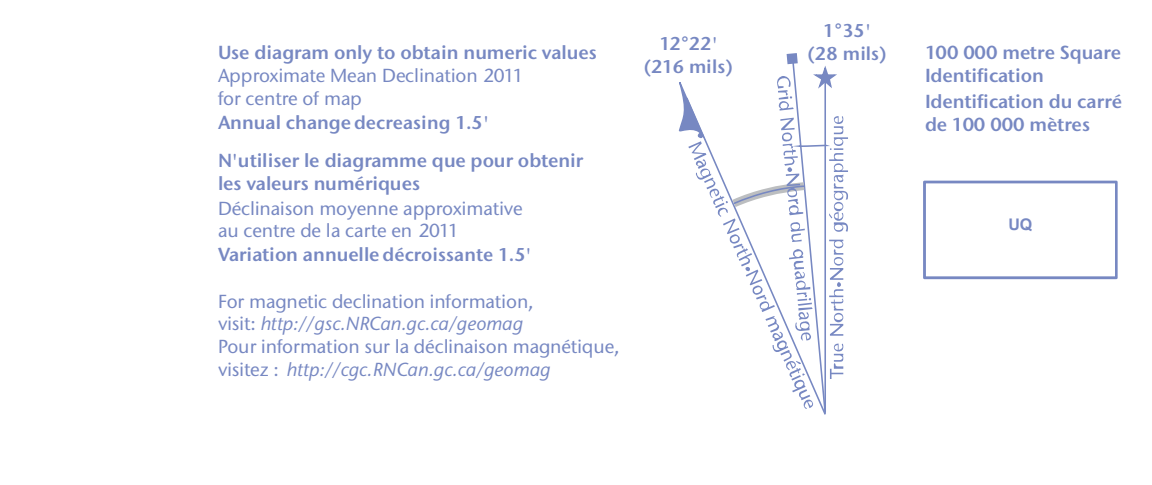 Use diagram only to obtain numeric values
Approximate Mean Declination 2011
for centre of map
Annual change decreasing 1.5'
N'utiliser le diagramme que pour obtenir
les valeurs numériques
Déclinaison moyenne approximative
au centre de la carte en 2011
Variation annuelle décroissante 1.5'
For magnetic declination information,
visit: http://gsc.NRCan.gc.ca/geomag
Pour information sur la déclinaison magnétique,
visitez : http://cgc.RNCan.gc.ca/geomag
12°22'
(216 mils)
1°35'
(28 mils)
Magnetic North•Nord magnétique
Grid North•Nord du quadrillage
True North•Nord géographique
100 000 metre Square
Identification
Identification du carré
de 100 000 mètres
UQ